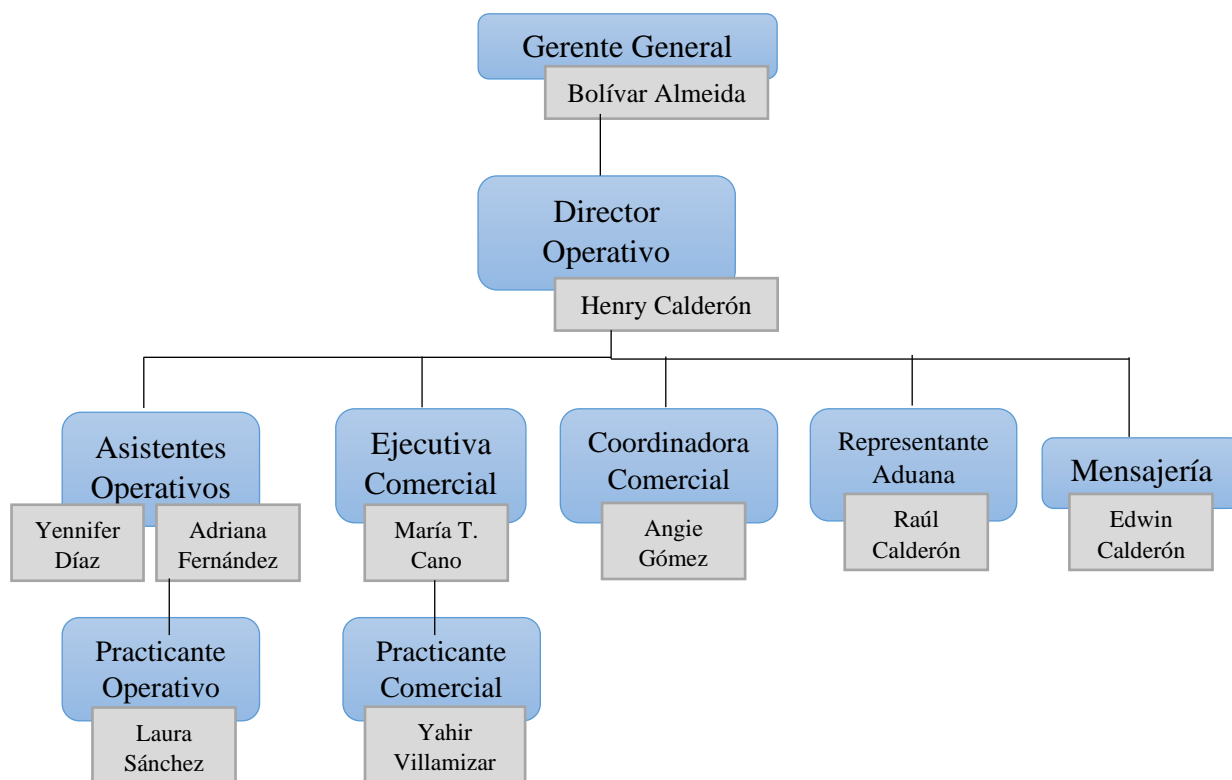 Gerente General
Bolívar Almeida
Director
Operativo
Henry Calderón
Asistentes
Operativos
Yennifer
Díaz
Adriana
Fernández
Ejecutiva
Comercial
María T.
Cano
Coordinadora
Comercial
Angie
Gómez
Representante
Aduana
Raúl
Calderón
Mensajería
Edwin
Calderón
Practicante
Operativo
Laura
Sánchez
Practicante
Comercial
Yahir
Villamizar